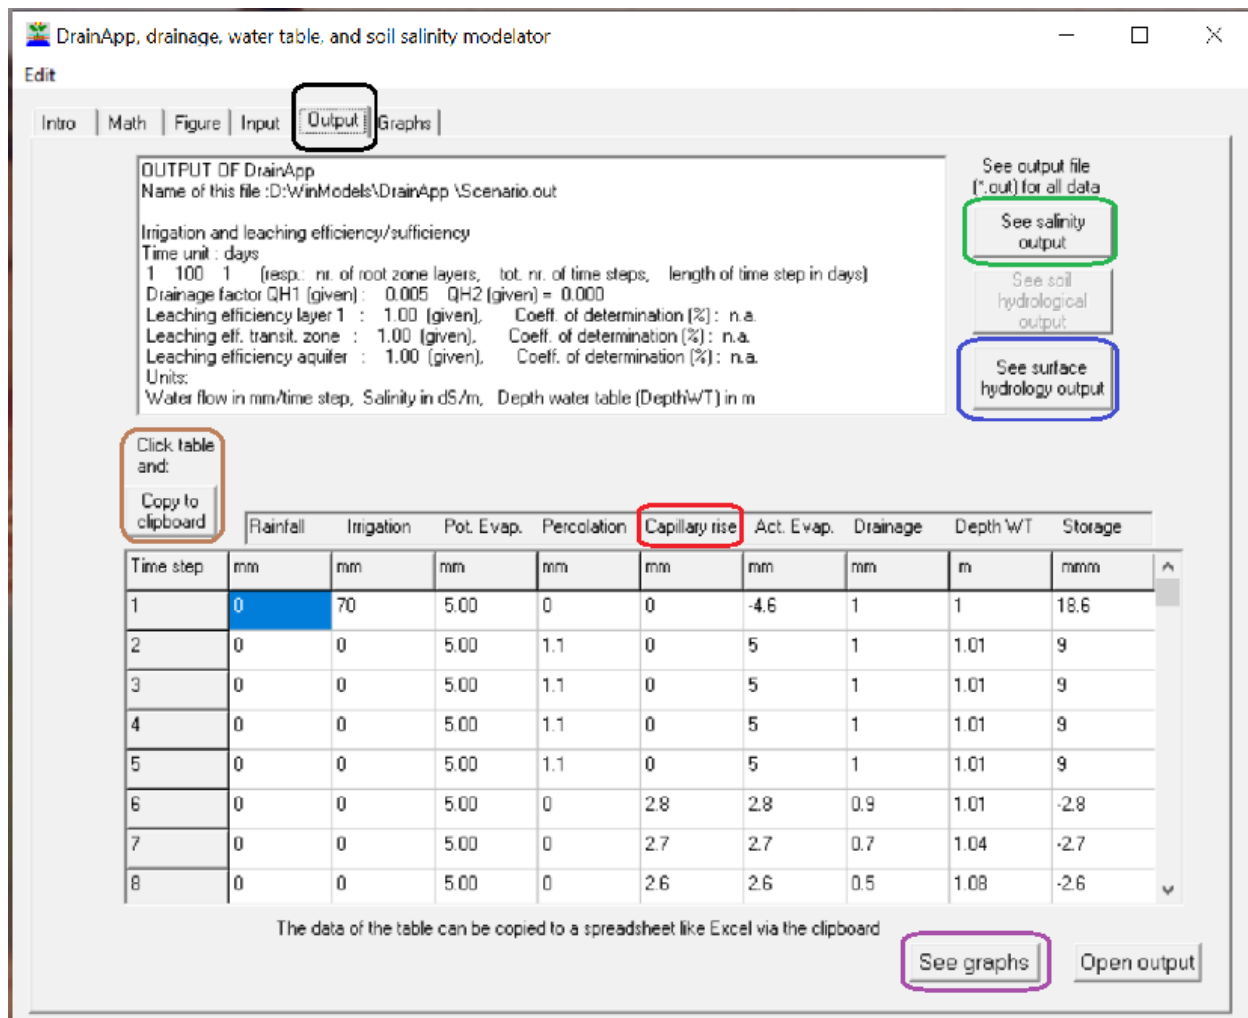 DrainApp, drainage, water table, and soil salinity modelator
Edit
Intro Math Figure Input Output Graphs
OUTPUT OF DrainApp
Name of this file :D:\WinModels\DrainApp \Scenario.out
Irrigation and leaching efficiency/sufficiency
Time unit : days
1 100 1 (resp.: nr. of root zone layers, tot. nr. of time steps, length of time step in days)
Drainage factor QH1 (given) : 0.005 QH2 (given) = 0.000
Leaching efficiency layer 1 : 1.00 (given), Coeff. of determination (%) : n.a.
Leaching eff. transit. zone : 1.00 (given), Coeff. of determination (%) : n.a.
Leaching efficiency aquifer : 1.00 (given), Coeff. of determination (%) : n.a.
Units:
Water flow in mm/time step, Salinity in dS/m, Depth water table (DepthWT) in m
See output file
(*.out) for all data
See salinity
output
See soil
hydrological
output
See surface
hydrology output
Click table
and:
Copy to
clipboard
Rainfall Irrigation Pot. Evap. Percolation Capillary rise Act. Evap. Drainage Depth WT Storage
Time step mm mm mm mm mm mm mm m mmm
1 0 70 5.00 0 0 -4.6 1 1 18.6
2 0 0 5.00 1.1 0 5 1 1.01 9
3 0 0 5.00 1.1 0 5 1 1.01 9
4 0 0 5.00 1.1 0 5 1 1.01 9
5 0 0 5.00 1.1 0 5 1 1.01 9
6 0 0 5.00 0 2.8 2.8 0.9 1.01 -2.8
7 0 0 5.00 0 2.7 2.7 0.7 1.04 -2.7
8 0 0 5.00 0 2.6 2.6 0.5 1.08 -2.6
The data of the table can be copied to a spreadsheet like Excel via the clipboard
See graphs Open output